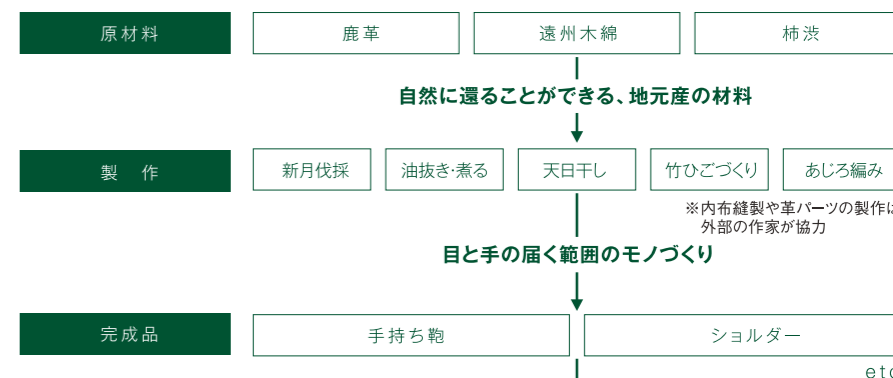 原材料 鹿革 遠州木綿 柿渋
自然に還ることができる、地元産の材料
製 作 新月伐採 油抜き・煮る 天日干し 竹ひごづくり あじろ編み
※内布縫製や革パーツの製作は
外部の作家が協力
目と手の届く範囲のモノづくり
完成品 手持ち鞄 ショルダー
etc